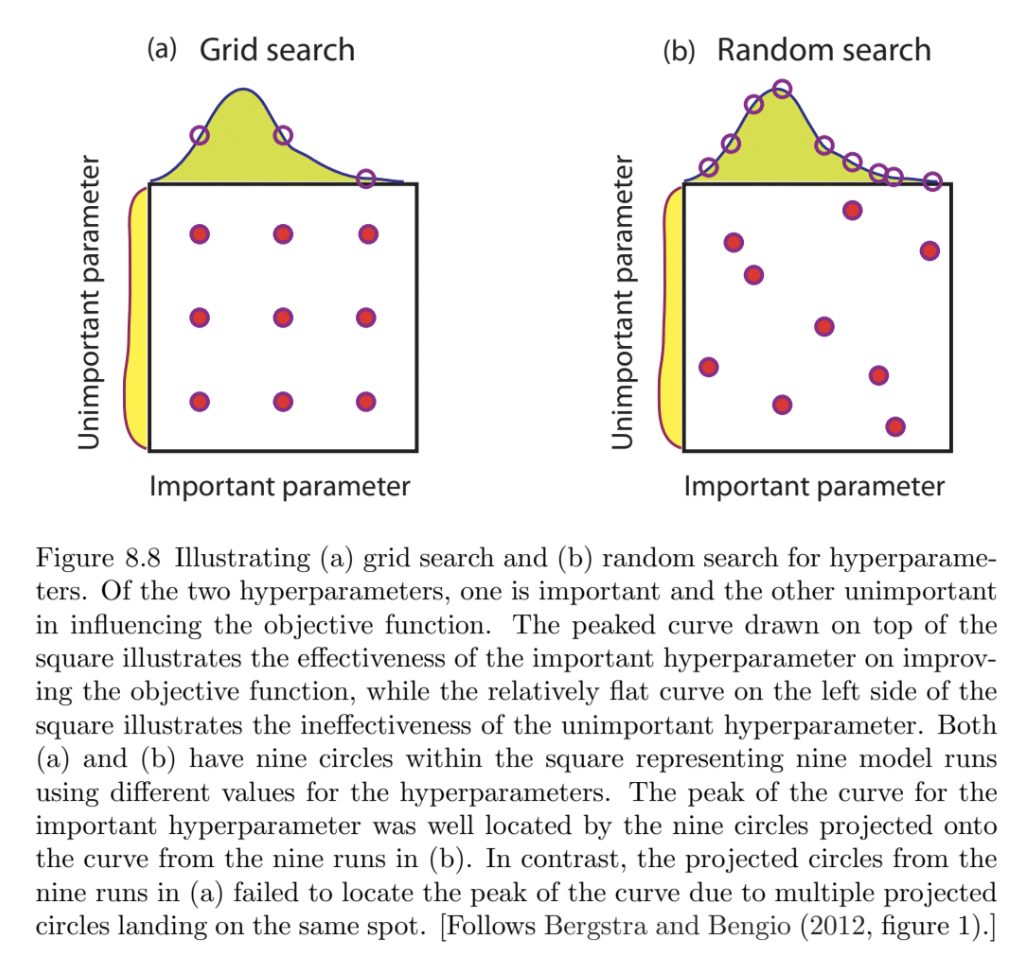 (a) Grid search
(b) Random search
Unimportant parameter
Important parameter
Unimportant parameter
Important parameter
Figure 8.8 Illustrating (a) grid search and (b) random search for hyperparame-
ters. Of the two hyperparameters, one is important and the other unimportant
in influencing the objective function. The peaked curve drawn on top of the
square illustrates the effectiveness of the important hyperparameter on improv-
ing the objective function, while the relatively flat curve on the left side of the
square illustrates the ineffectiveness of the unimportant hyperparameter. Both
(a) and (b) have nine circles within the square representing nine model runs
using different values for the hyperparameters. The peak of the curve for the
important hyperparameter was well located by the nine circles projected onto
the curve from the nine runs in (b). In contrast, the projected circles from the
nine runs in (a) failed to locate the peak of the curve due to multiple projected
circles landing on the same spot. [Follows Bergstra and Bengio (2012, figure 1).]